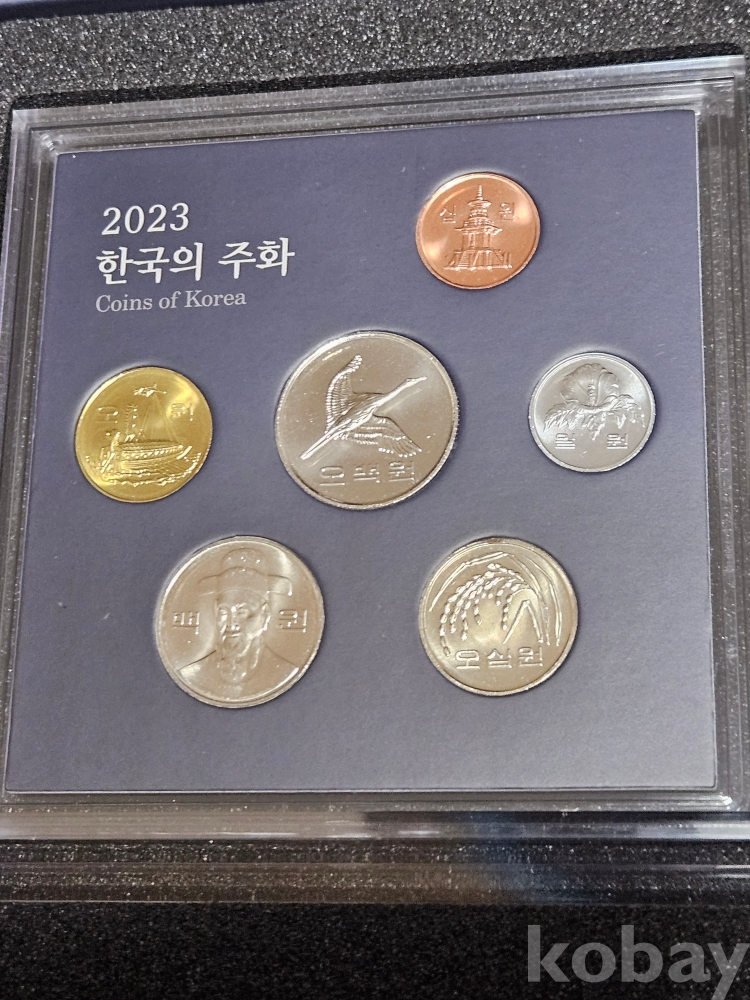 2023
한국의 주화
Coins of Korea
십 원
오 원
오백원
일 원
백 원
오십원
kobay